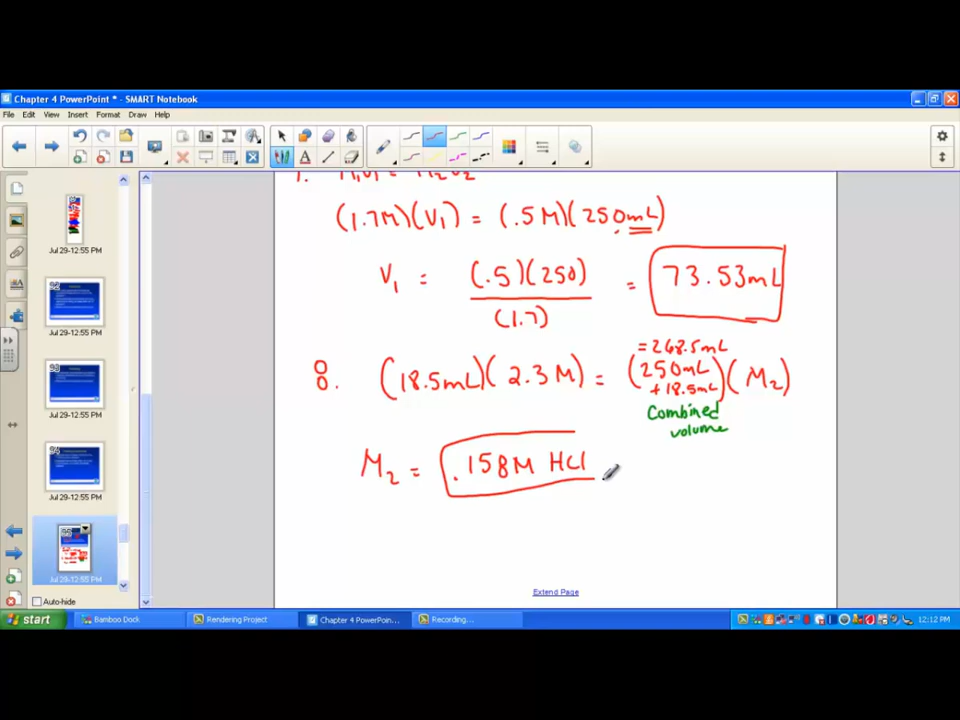 Chapter 4 PowerPoint * - SMART Notebook
File Edit View Insert Format Draw Help
7. M₁V₁ = M₂V₂
(1.7M)(V₁) = (.5M)(250mL)
V₁ = (.5)(250) = 73.53mL
(1.7)
= 268.5mL
8. (18.5mL)(2.3M) = (250mL)(M₂)
+18.5mL
Combined
volume
M₂ = .158M HCl
Jul 29-12:55 PM
Jul 29-12:55 PM
Jul 29-12:55 PM
Jul 29-12:55 PM
Jul 29-12:55 PM
Auto-hide
Extend Page
start Bamboo Dock Rendering Project Chapter 4 PowerPoin... Recording... 12:12 PM